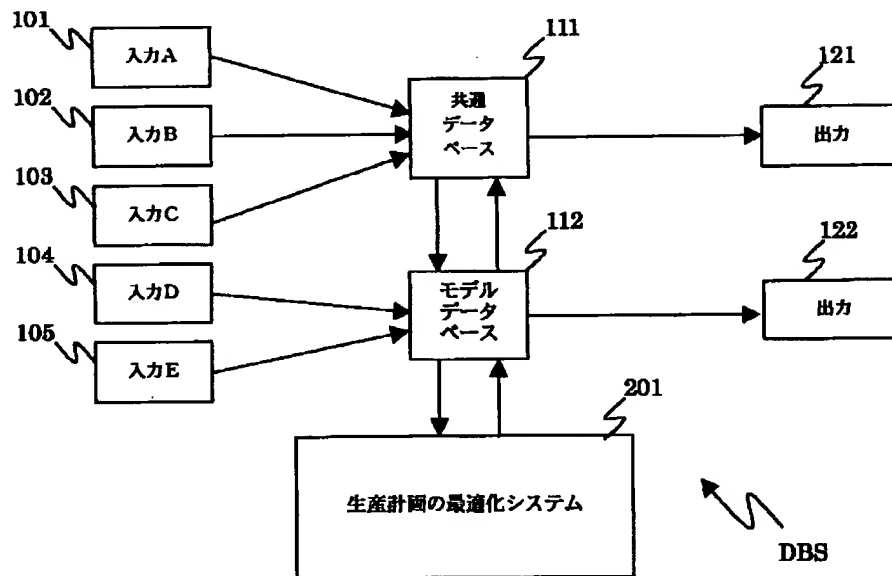 101
入力A
102
入力B
103
入力C
104
入力D
105
入力E
111
共通
データ
ベース
112
モデル
データ
ベース
121
出力
122
出力
201
生産計画の最適化システム
DBS